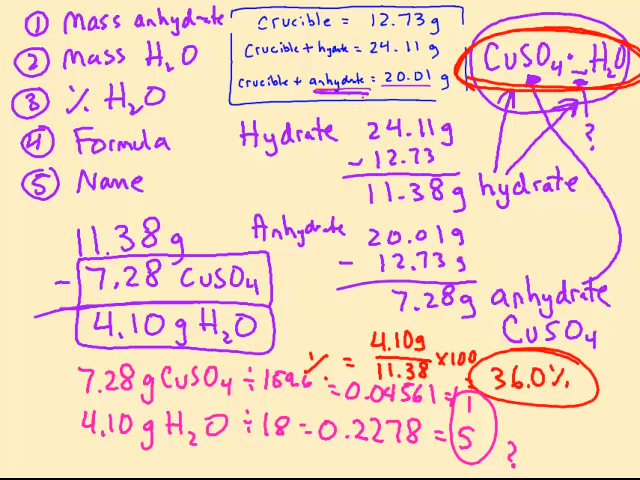 ① Mass anhydrate
② Mass H₂O
③ % H₂O
④ Formula
⑤ Name
Crucible = 12.73g
Crucible + hydrate = 24.11g
crucible + anhydrate = 20.01 g
CuSO₄ · _ H₂O
?
Hydrate 24.11g
- 12.73
11.38g hydrate
Anhydrate 20.01g
- 12.73g
7.28g anhydrate
CuSO₄
11.38g
- 7.28 CuSO₄
4.10g H₂O
% = 4.10g / 11.38 × 100 = 36.0%
7.28g CuSO₄ ÷ 159.6 = 0.04561 = 1
4.10g H₂O ÷ 18 = 0.2278 = 5
?